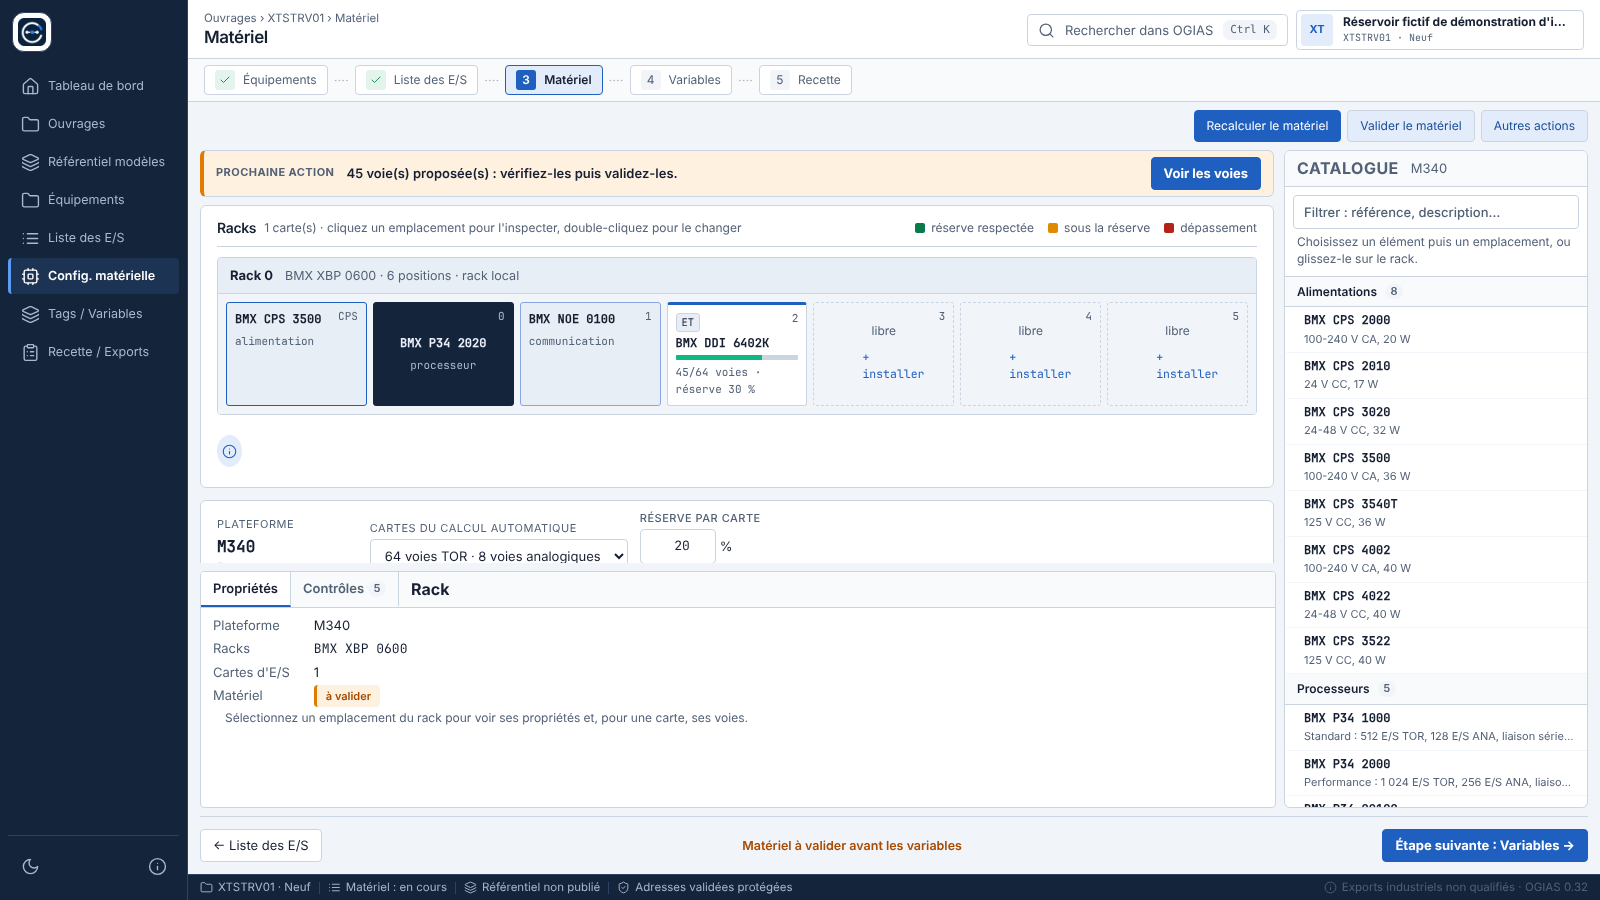 Ouvrages › XTSTRV01 › Matériel
Matériel
Rechercher dans OGIAS
Ctrl K
XT
Réservoir fictif de démonstration d'i...
XTSTRV01 · Neuf
Tableau de bord
Ouvrages
Référentiel modèles
Équipements
Liste des E/S
Config. matérielle
Tags / Variables
Recette / Exports
Équipements
Liste des E/S
3 Matériel
4 Variables
5 Recette
Recalculer le matériel
Valider le matériel
Autres actions
PROCHAINE ACTION 45 voie(s) proposée(s) : vérifiez-les puis validez-les.
Voir les voies
Racks 1 carte(s) · cliquez un emplacement pour l'inspecter, double-cliquez pour le changer
réserve respectée
sous la réserve
dépassement
Rack 0 BMX XBP 0600 · 6 positions · rack local
BMX CPS 3500 CPS
alimentation
0
BMX P34 2020
processeur
BMX NOE 0100 1
communication
ET 2
BMX DDI 6402K
45/64 voies ·
réserve 30 %
3
libre
+
installer
4
libre
+
installer
5
libre
+
installer
PLATEFORME
M340
CARTES DU CALCUL AUTOMATIQUE
64 voies TOR · 8 voies analogiques
RÉSERVE PAR CARTE
20 %
Propriétés
Contrôles 5
Rack
Plateforme M340
Racks BMX XBP 0600
Cartes d'E/S 1
Matériel à valider
Sélectionnez un emplacement du rack pour voir ses propriétés et, pour une carte, ses voies.
CATALOGUE M340
Filtrer : référence, description...
Choisissez un élément puis un emplacement, ou
glissez-le sur le rack.
Alimentations 8
BMX CPS 2000
100-240 V CA, 20 W
BMX CPS 2010
24 V CC, 17 W
BMX CPS 3020
24-48 V CC, 32 W
BMX CPS 3500
100-240 V CA, 36 W
BMX CPS 3540T
125 V CC, 36 W
BMX CPS 4002
100-240 V CA, 40 W
BMX CPS 4022
24-48 V CC, 40 W
BMX CPS 3522
125 V CC, 40 W
Processeurs 5
BMX P34 1000
Standard : 512 E/S TOR, 128 E/S ANA, liaison série...
BMX P34 2000
Performance : 1 024 E/S TOR, 256 E/S ANA, liaiso...
← Liste des E/S
Matériel à valider avant les variables
Étape suivante : Variables →
XTSTRV01 · Neuf
Matériel : en cours
Référentiel non publié
Adresses validées protégées
Exports industriels non qualifiés · OGIAS 0.32